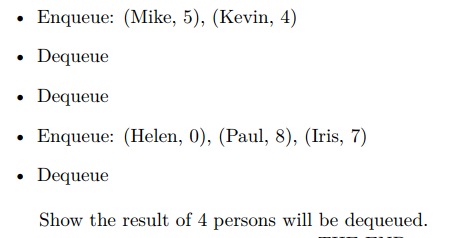 • Enqueue: (Mike, 5), (Kevin, 4)
• Dequeue
• Dequeue
• Enqueue: (Helen, 0), (Paul, 8), (Iris, 7)
• Dequeue
Show the result of 4 persons will be dequeued.